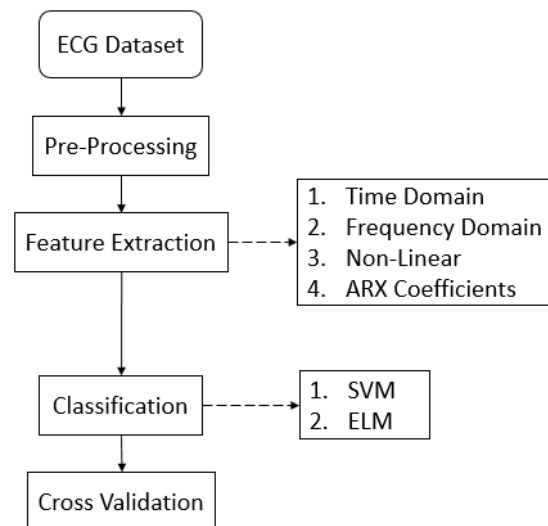 ECG Dataset
Pre-Processing
Feature Extraction
1. Time Domain
2. Frequency Domain
3. Non-Linear
4. ARX Coefficients
Classification
1. SVM
2. ELM
Cross Validation